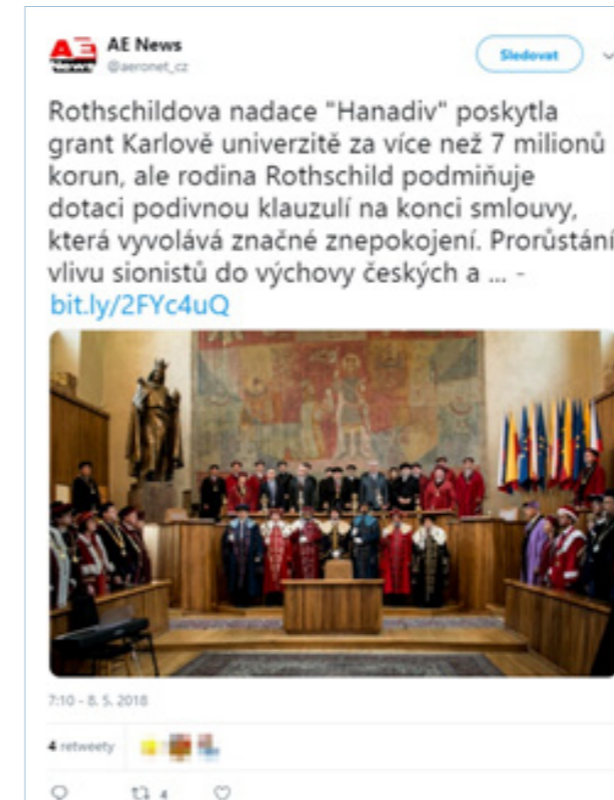 AE News
@aeronet_cz
Sledovat
Rothschildova nadace "Hanadiv" poskytla
grant Karlově univerzitě za více než 7 milionů
korun, ale rodina Rothschild podmiňuje
dotaci podivnou klauzulí na konci smlouvy,
která vyvolává značné znepokojení. Prorůstání
vlivu sionistů do výchovy českých a ... -
bit.ly/2FYc4uQ
7:10 - 8. 5. 2018
4 retweety
4